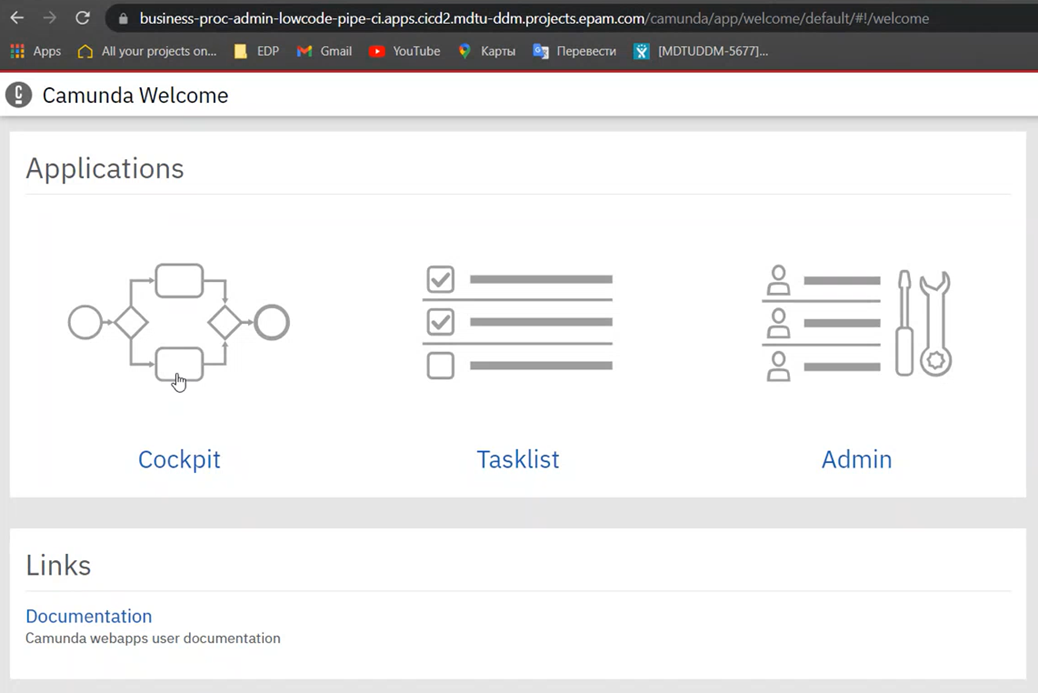 business-proc-admin-lowcode-pipe-ci.apps.cicd2.mdtu-ddm.projects.epam.com/camunda/app/welcome/default/#!/welcome
Apps All your projects on... EDP Gmail YouTube Карты Перевести [MDTUDDM-5677]...
Camunda Welcome
Applications
Cockpit Tasklist Admin
Links
Documentation
Camunda webapps user documentation